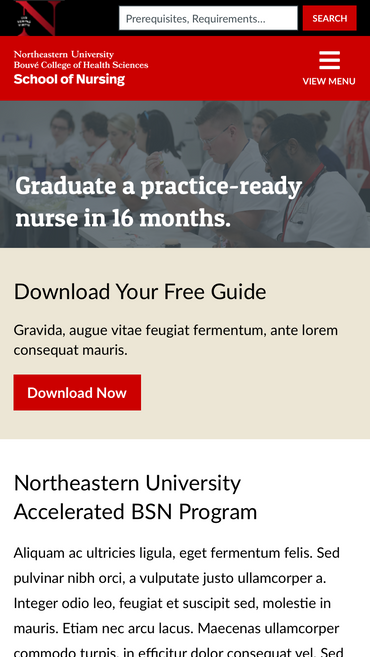 N
Prerequisites, Requirements...
SEARCH
Northeastern University
Bouvé College of Health Sciences
School of Nursing
VIEW MENU
Graduate a practice-ready
nurse in 16 months.
Download Your Free Guide
Gravida, augue vitae feugiat fermentum, ante lorem
consequat mauris.
Download Now
Northeastern University
Accelerated BSN Program
Aliquam ac ultricies ligula, eget fermentum felis. Sed
pulvinar nibh orci, a vulputate justo ullamcorper a.
Integer odio leo, feugiat et suscipit sed, molestie in
mauris. Etiam nec arcu lacus. Maecenas ullamcorper
commodo turpis, in efficitur dolor consequat vel. Sed